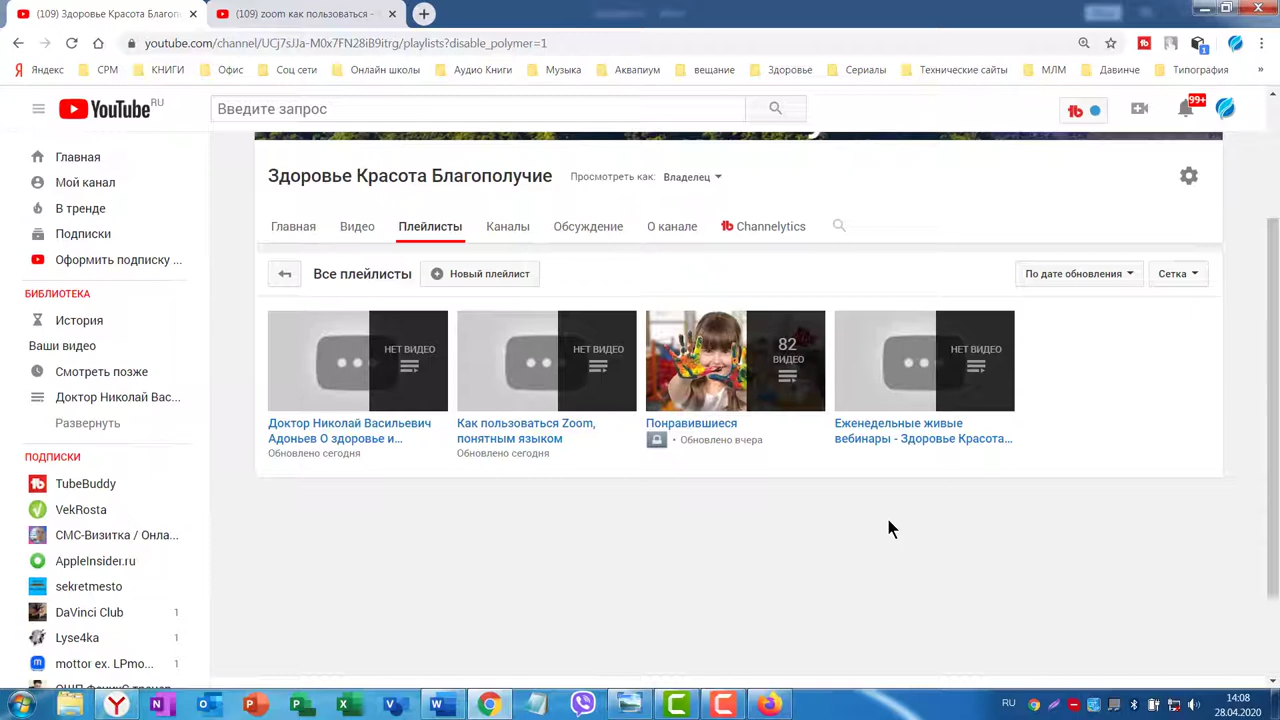 (109) Здоровье Красота Благоп
(109) zoom как пользоваться -
youtube.com/channel/UCj7sJJa-M0x7FN28iB9itrg/playlists?disable_polymer=1
Яндекс СРМ КНИГИ Офис Соц сети Онлайн школы Аудио Книги Музыка Аквапиум вещание Здоровье Сериалы Технические сайты МЛМ Давинче Типография »
YouTube RU
Введите запрос
99+
Главная
Мой канал
В тренде
Подписки
Оформить подписку ...
БИБЛИОТЕКА
История
Ваши видео
Смотреть позже
Доктор Николай Вас...
Развернуть
ПОДПИСКИ
TubeBuddy
VekRosta
СМС-Визитка / Онла...
AppleInsider.ru
sekretmesto
DaVinci Club 1
Lyse4ka 1
mottor ex. LPmo... 1
Здоровье Красота Благополучие
Просмотреть как: Владелец
Главная Видео Плейлисты Каналы Обсуждение О канале Channelytics
Все плейлисты
Новый плейлист
По дате обновления
Сетка
НЕТ ВИДЕО
Доктор Николай Васильевич
Адоньев О здоровье и...
Обновлено сегодня
НЕТ ВИДЕО
Как пользоваться Zoom,
понятным языком
Обновлено сегодня
82
ВИДЕО
Понравившиеся
• Обновлено вчера
НЕТ ВИДЕО
Еженедельные живые
вебинары - Здоровье Красота...
RU
14:08
28.04.2020